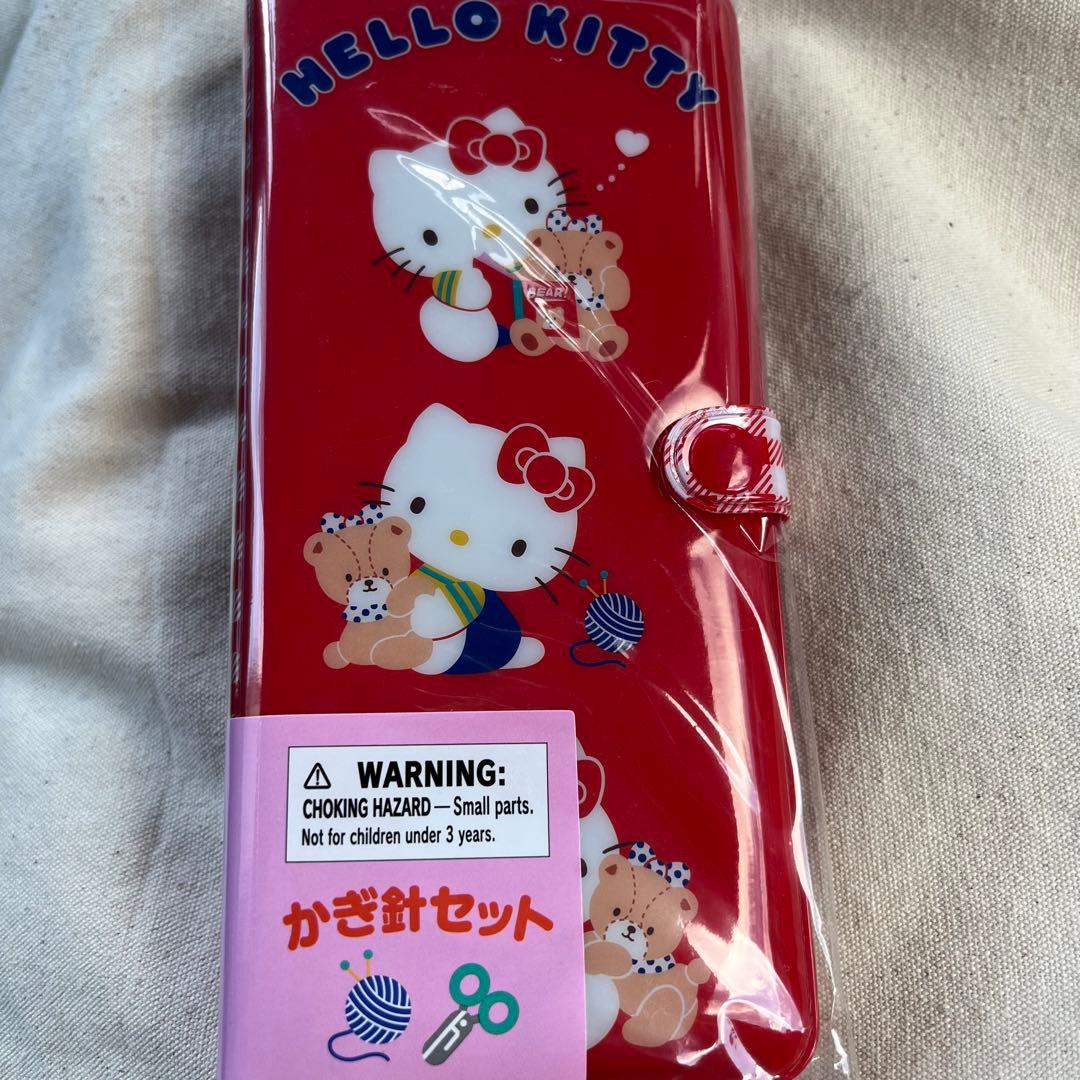 HELLO KITTY
BEAR!
WARNING:
CHOKING HAZARD — Small parts.
Not for children under 3 years.
かぎ針セット